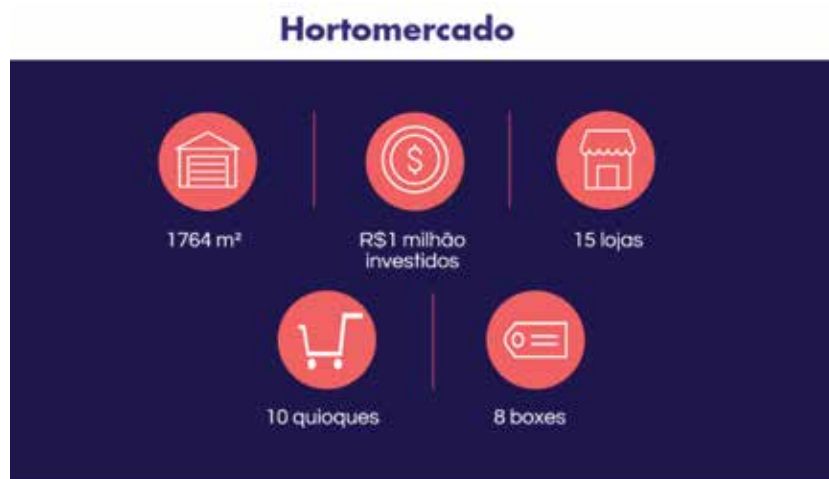 Hortomercado
1764 m²
R$1 milhão
investidos
15 lojas
10 quioques
8 boxes